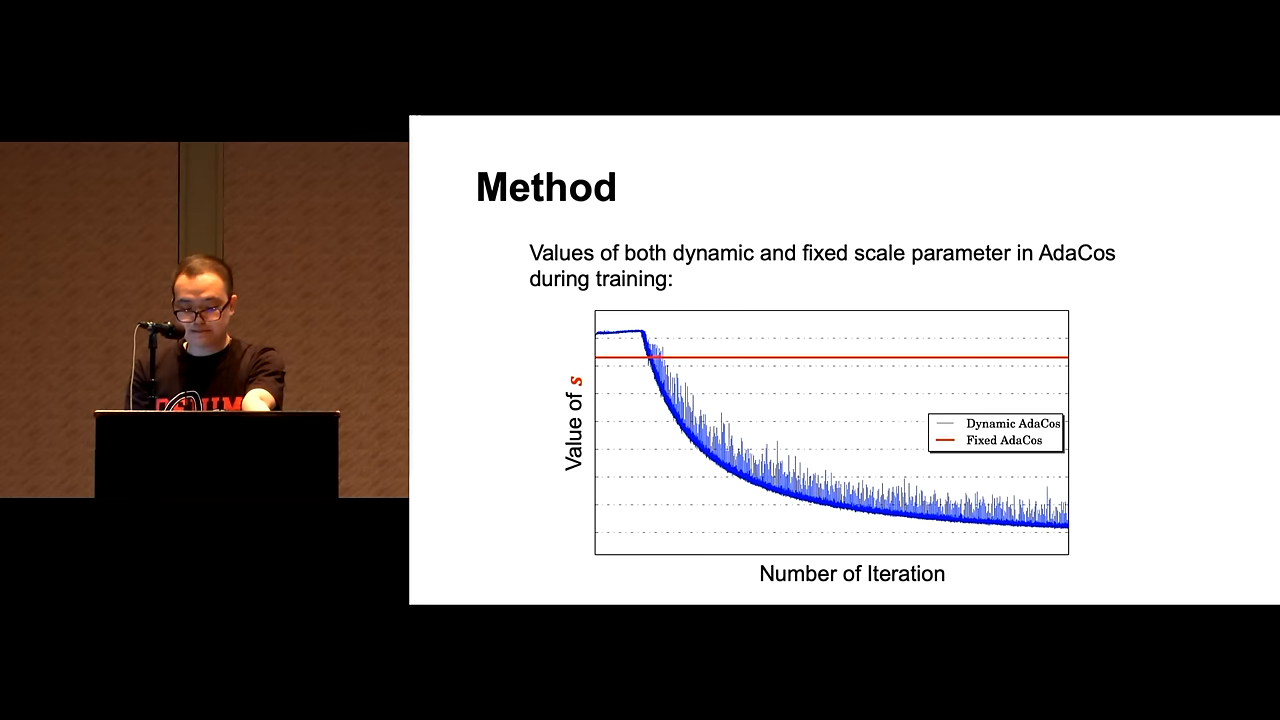 Method
Values of both dynamic and fixed scale parameter in AdaCos
during training:
Value of s
Dynamic AdaCos
Fixed AdaCos
Number of Iteration